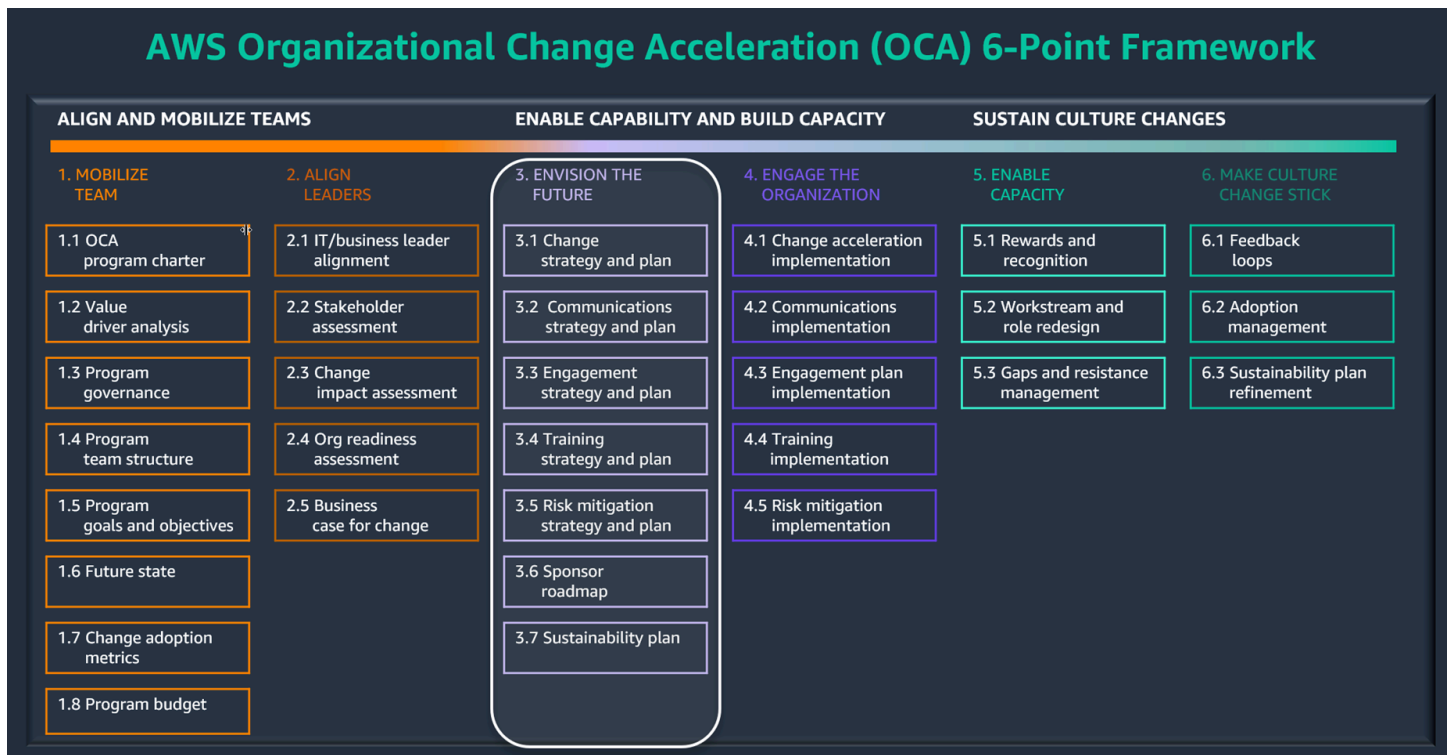 AWS Organizational Change Acceleration (OCA) 6-Point Framework
ALIGN AND MOBILIZE TEAMS
ENABLE CAPABILITY AND BUILD CAPACITY
SUSTAIN CULTURE CHANGES
1. MOBILIZE
TEAM
1.1 OCA
program charter
1.2 Value
driver analysis
1.3 Program
governance
1.4 Program
team structure
1.5 Program
goals and objectives
1.6 Future state
1.7 Change adoption
metrics
1.8 Program budget
2. ALIGN
LEADERS
2.1 IT/business leader
alignment
2.2 Stakeholder
assessment
2.3 Change
impact assessment
2.4 Org readiness
assessment
2.5 Business
case for change
3. ENVISION THE
FUTURE
3.1 Change
strategy and plan
3.2 Communications
strategy and plan
3.3 Engagement
strategy and plan
3.4 Training
strategy and plan
3.5 Risk mitigation
strategy and plan
3.6 Sponsor
roadmap
3.7 Sustainability plan
4. ENGAGE THE
ORGANIZATION
4.1 Change acceleration
implementation
4.2 Communications
implementation
4.3 Engagement plan
implementation
4.4 Training
implementation
4.5 Risk mitigation
implementation
5. ENABLE
CAPACITY
5.1 Rewards and
recognition
5.2 Workstream and
role redesign
5.3 Gaps and resistance
management
6. MAKE CULTURE
CHANGE STICK
6.1 Feedback
loops
6.2 Adoption
management
6.3 Sustainability plan
refinement